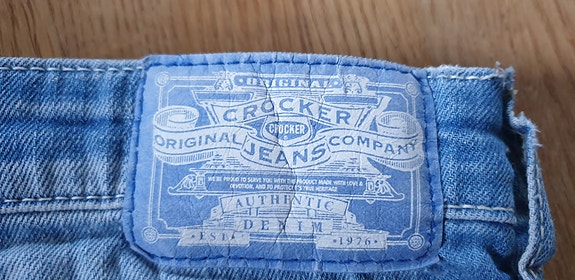 ORIGINAL
CROCKER
CROCKER
ORIGINAL JEANS COMPANY
WE'RE PROUD TO SERVE YOU WITH THE PRODUCT MADE WITH LOVE &
DEVOTION, AND TO PROTECT IT'S TRUE HERITAGE
AUTHENTIC
DENIM
EST. 1976